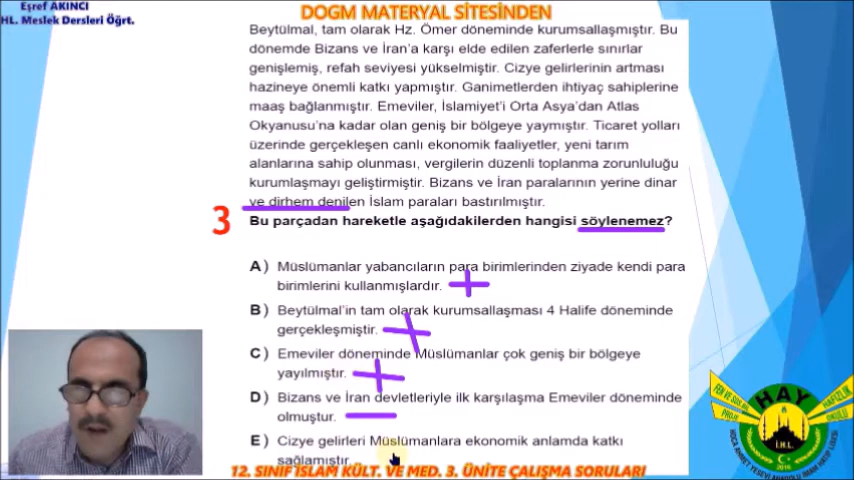 Eşref AKINCI
HL. Meslek Dersleri Öğrt.
DOGM MATERYAL SİTESİNDEN
Beytülmal, tam olarak Hz. Ömer döneminde kurumsallaşmıştır. Bu
dönemde Bizans ve İran'a karşı elde edilen zaferlerle sınırlar
genişlemiş, refah seviyesi yükselmiştir. Cizye gelirlerinin artması
hazineye önemli katkı yapmıştır. Ganimetlerden ihtiyaç sahiplerine
maaş bağlanmıştır. Emeviler, İslamiyet'i Orta Asya'dan Atlas
Okyanusu'na kadar olan geniş bir bölgeye yaymıştır. Ticaret yolları
üzerinde gerçekleşen canlı ekonomik faaliyetler, yeni tarım
alanlarına sahip olunması, vergilerin düzenli toplanma zorunluluğu
kurumlaşmayı geliştirmiştir. Bizans ve İran paralarının yerine dinar
ve dirhem denilen İslam paraları bastırılmıştır.
3 Bu parçadan hareketle aşağıdakilerden hangisi söylenemez?
A) Müslümanlar yabancıların para birimlerinden ziyade kendi para
birimlerini kullanmışlardır.
B) Beytülmal'in tam olarak kurumsallaşması 4 Halife döneminde
gerçekleşmiştir.
C) Emeviler döneminde Müslümanlar çok geniş bir bölgeye
yayılmıştır.
D) Bizans ve İran devletleriyle ilk karşılaşma Emeviler döneminde
olmuştur.
E) Cizye gelirleri Müslümanlara ekonomik anlamda katkı
sağlamıştır.
12. SINIF İSLAM KÜLT. VE MED. 3. ÜNİTE ÇALIŞMA SORULARI
FEN VE SOSYAL
PROJE
HAFIZLIK
OKULU
HAY
İ.H.L.